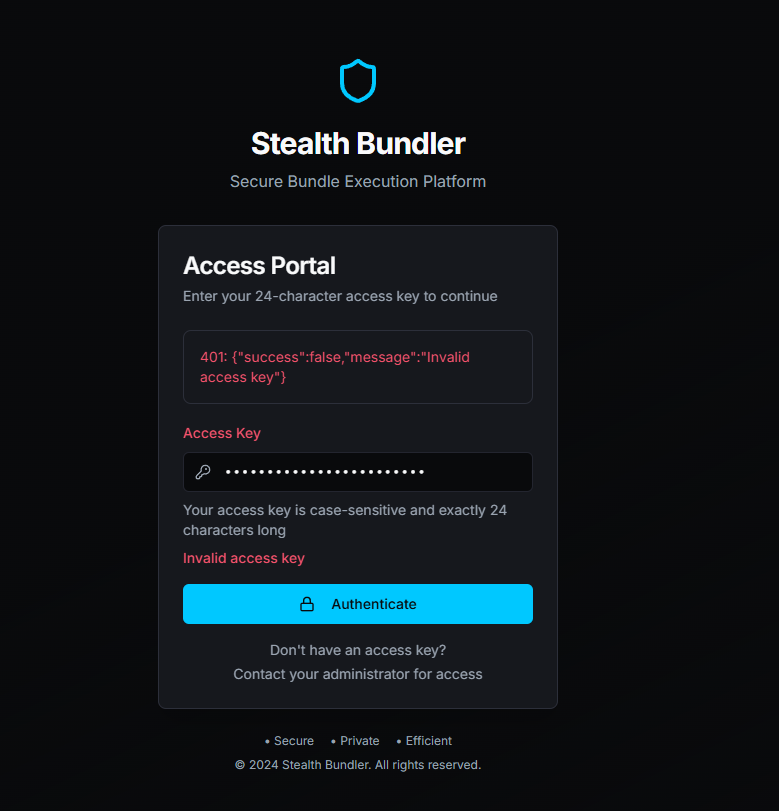 Stealth Bundler
Secure Bundle Execution Platform
Access Portal
Enter your 24-character access key to continue
401: {"success":false,"message":"Invalid
access key"}
Access Key
••••••••••••••••••••••••
Your access key is case-sensitive and exactly 24
characters long
Invalid access key
Authenticate
Don't have an access key?
Contact your administrator for access
• Secure • Private • Efficient
© 2024 Stealth Bundler. All rights reserved.